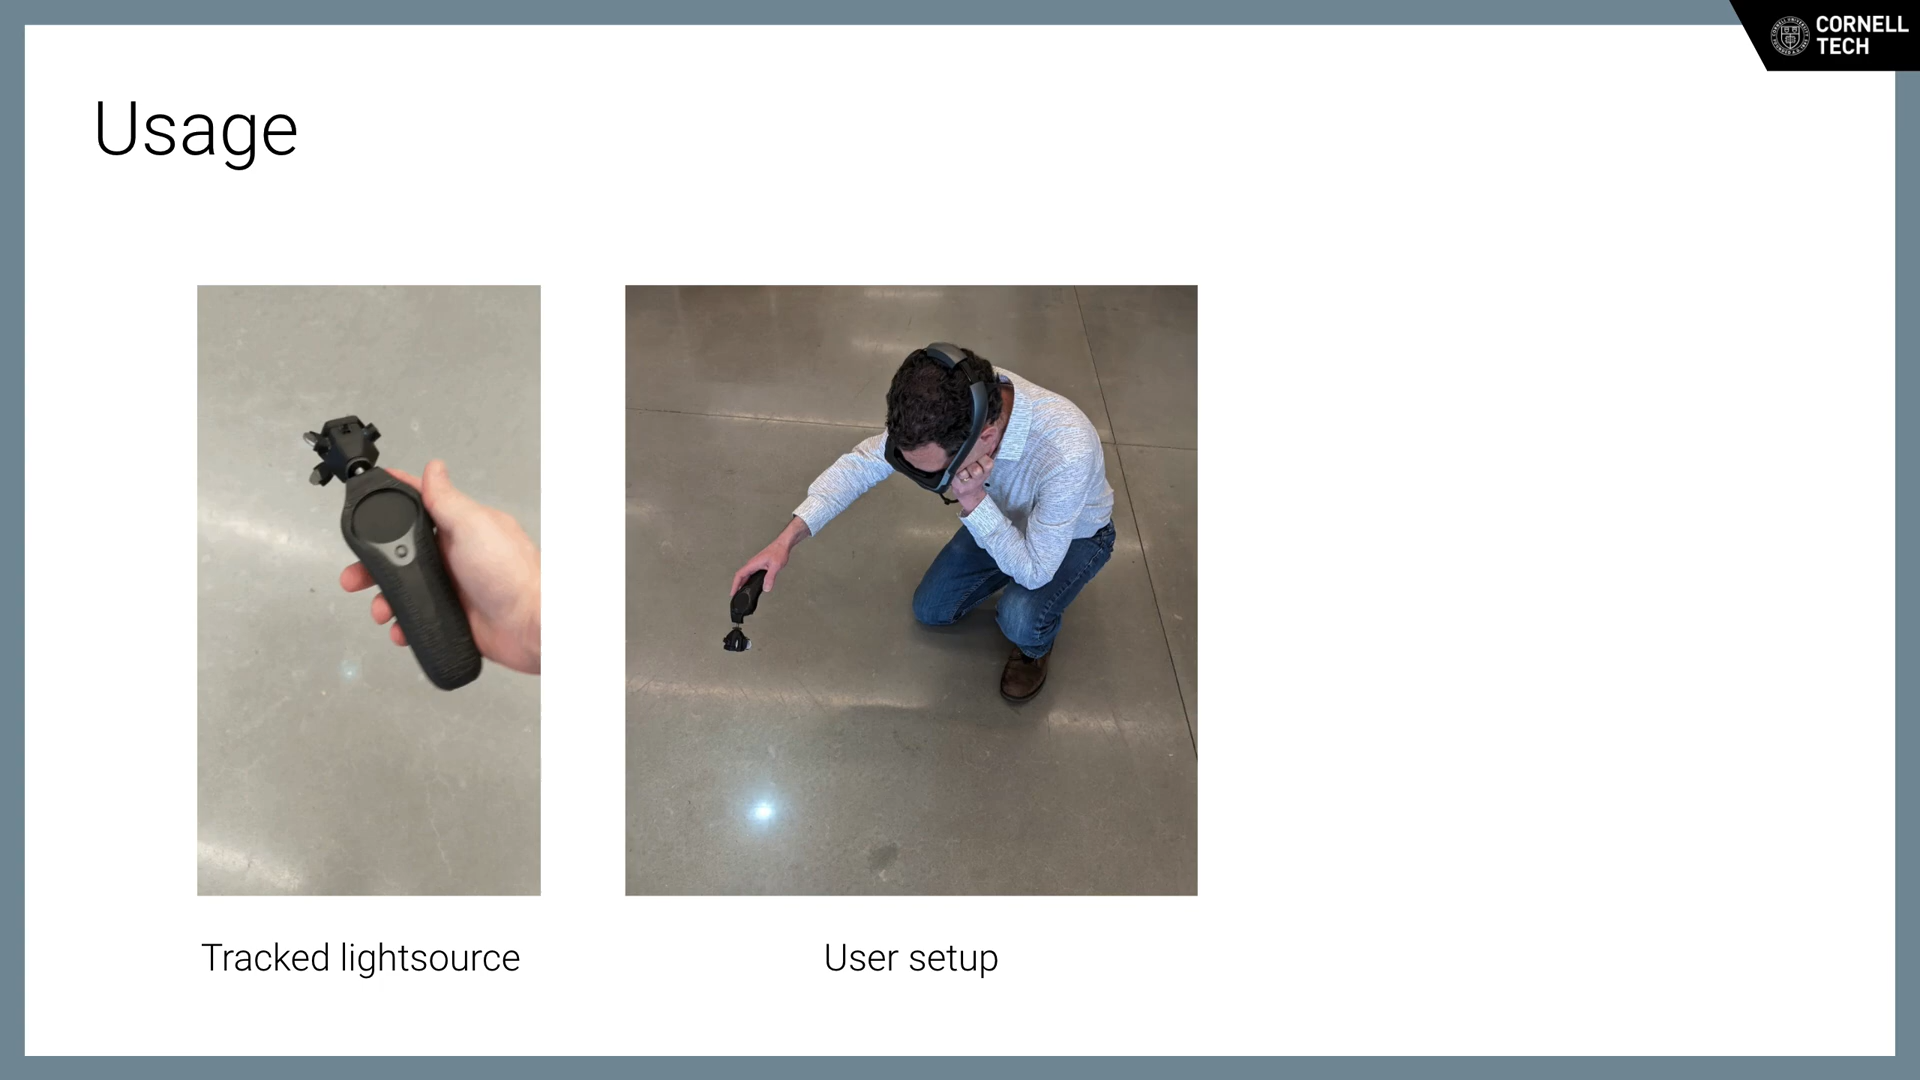 CORNELL
TECH
Usage
Tracked lightsource
User setup